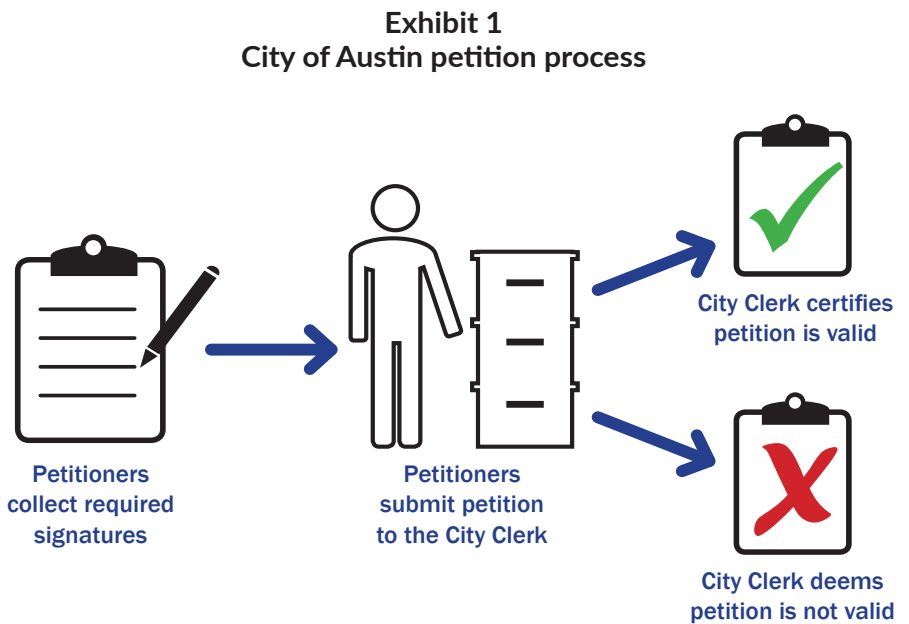 Exhibit 1
City of Austin petition process
Petitioners
collect required
signatures
Petitioners
submit petition
to the City Clerk
City Clerk certifies
petition is valid
City Clerk deems
petition is not valid